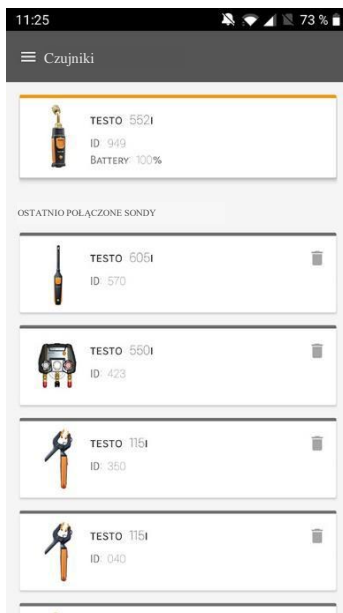 11:25 73 %
Czujniki
TESTO 552I
ID: 949
BATTERY: 100%
OSTATNIO POŁĄCZONE SONDY
TESTO 605I
ID: 570
TESTO 550I
ID: 423
TESTO 115I
ID: 350
TESTO 115I
ID: 040